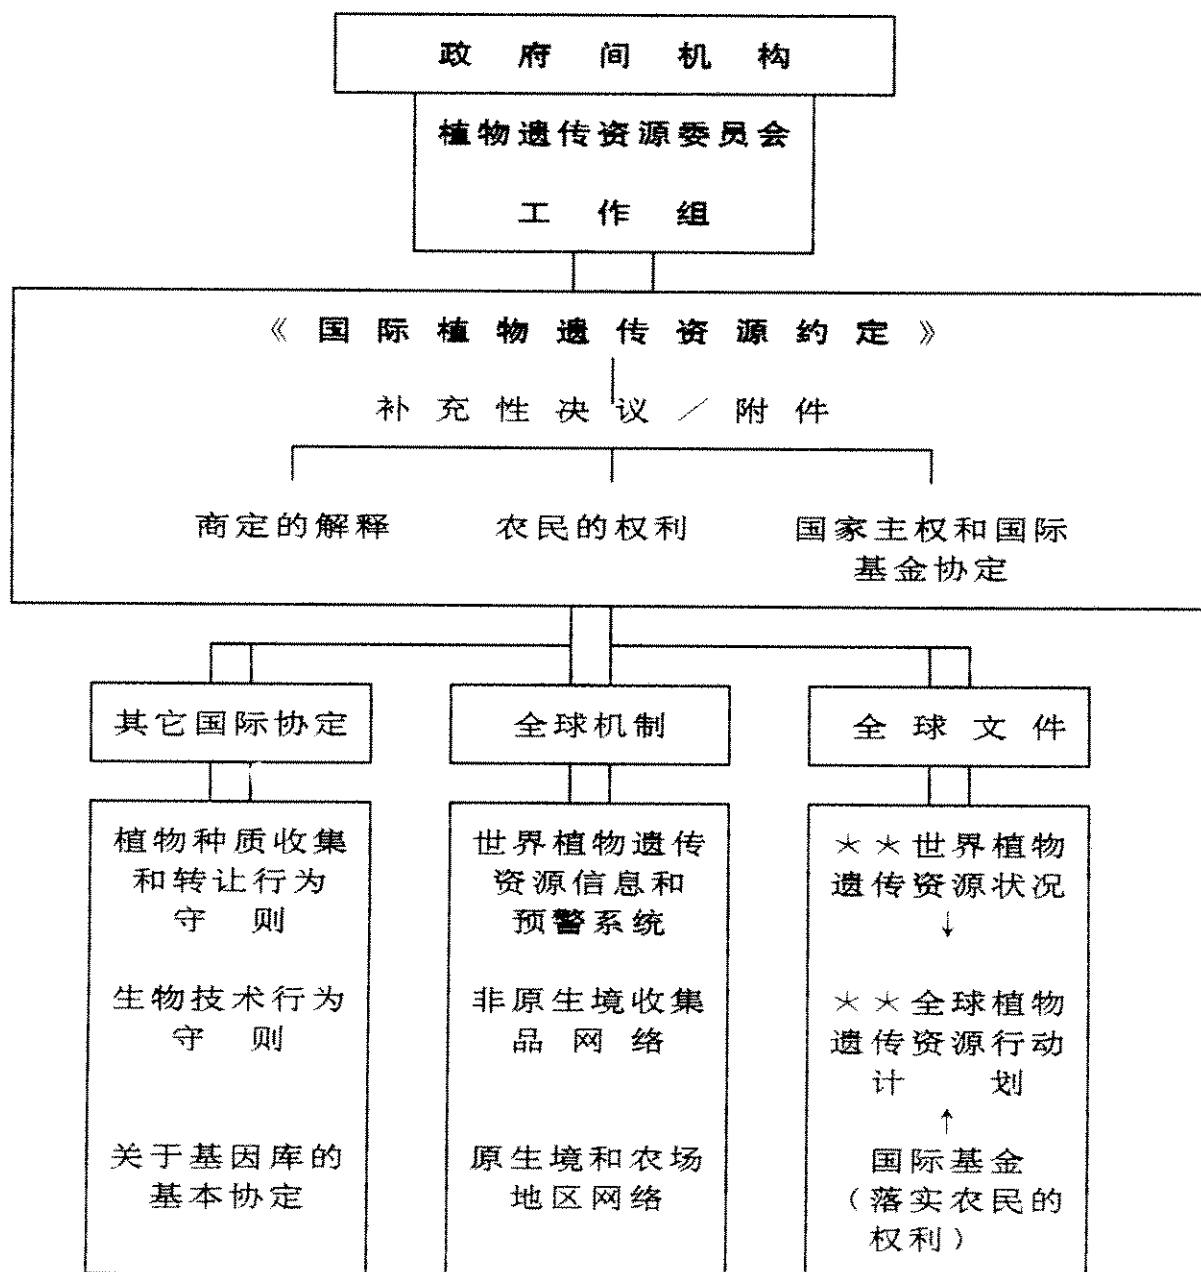 政府间机构
植物遗传资源委员会
工作组
《国际植物遗传资源约定》
补充性决议／附件
商定的解释
农民的权利
国家主权和国际
基金协定
其它国际协定
植物种质收集
和转让行为
守则
生物技术行为
守则
关于基因库的
基本协定
全球机制
世界植物遗传
资源信息和
预警系统
非原生境收集
品网络
原生境和农场
地区网络
全球文件
★★世界植物
遗传资源状况
↓
★★全球植物
遗传资源行动
计划
↑
国际基金
（落实农民的
权利）